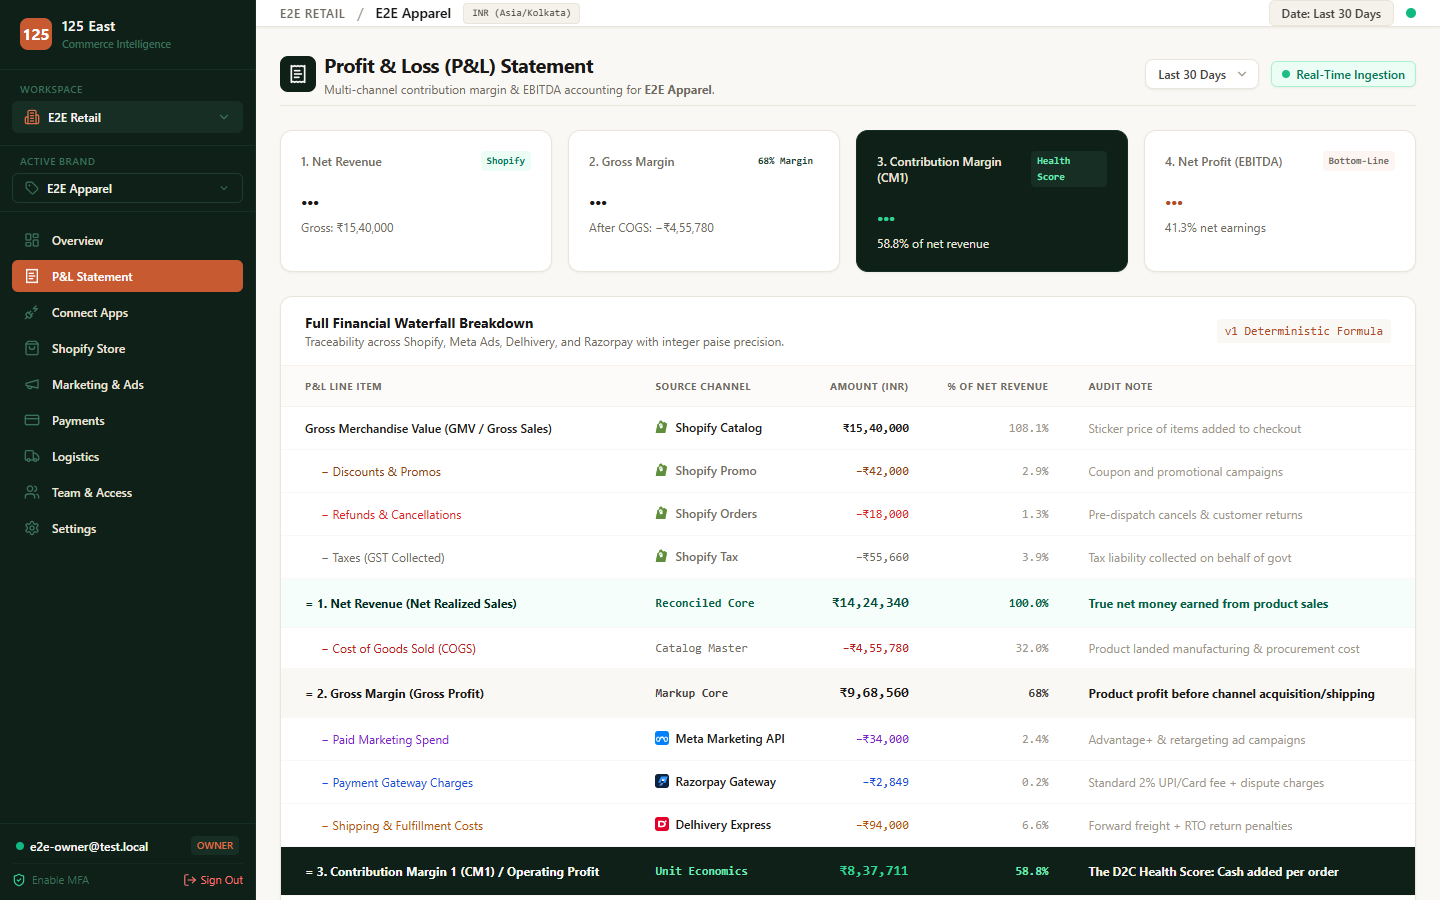 125
125 East
Commerce Intelligence
WORKSPACE
E2E Retail
ACTIVE BRAND
E2E Apparel
Overview
P&L Statement
Connect Apps
Shopify Store
Marketing & Ads
Payments
Logistics
Team & Access
Settings
e2e-owner@test.local OWNER
Enable MFA Sign Out
E2E RETAIL / E2E Apparel INR (Asia/Kolkata) Date: Last 30 Days
Profit & Loss (P&L) Statement
Multi-channel contribution margin & EBITDA accounting for E2E Apparel.
Last 30 Days Real-Time Ingestion
1. Net Revenue Shopify
•••
Gross: ₹15,40,000
2. Gross Margin 68% Margin
•••
After COGS: −₹4,55,780
3. Contribution Margin (CM1) Health Score
•••
58.8% of net revenue
4. Net Profit (EBITDA) Bottom-Line
•••
41.3% net earnings
Full Financial Waterfall Breakdown
Traceability across Shopify, Meta Ads, Delhivery, and Razorpay with integer paise precision.
v1 Deterministic Formula
P&L LINE ITEM SOURCE CHANNEL AMOUNT (INR) % OF NET REVENUE AUDIT NOTE
Gross Merchandise Value (GMV / Gross Sales) Shopify Catalog ₹15,40,000 108.1% Sticker price of items added to checkout
− Discounts & Promos Shopify Promo −₹42,000 2.9% Coupon and promotional campaigns
− Refunds & Cancellations Shopify Orders −₹18,000 1.3% Pre-dispatch cancels & customer returns
− Taxes (GST Collected) Shopify Tax −₹55,660 3.9% Tax liability collected on behalf of govt
= 1. Net Revenue (Net Realized Sales) Reconciled Core ₹14,24,340 100.0% True net money earned from product sales
− Cost of Goods Sold (COGS) Catalog Master −₹4,55,780 32.0% Product landed manufacturing & procurement cost
= 2. Gross Margin (Gross Profit) Markup Core ₹9,68,560 68% Product profit before channel acquisition/shipping
− Paid Marketing Spend Meta Marketing API −₹34,000 2.4% Advantage+ & retargeting ad campaigns
− Payment Gateway Charges Razorpay Gateway −₹2,849 0.2% Standard 2% UPI/Card fee + dispute charges
− Shipping & Fulfillment Costs Delhivery Express −₹94,000 6.6% Forward freight + RTO return penalties
= 3. Contribution Margin 1 (CM1) / Operating Profit Unit Economics ₹8,37,711 58.8% The D2C Health Score: Cash added per order